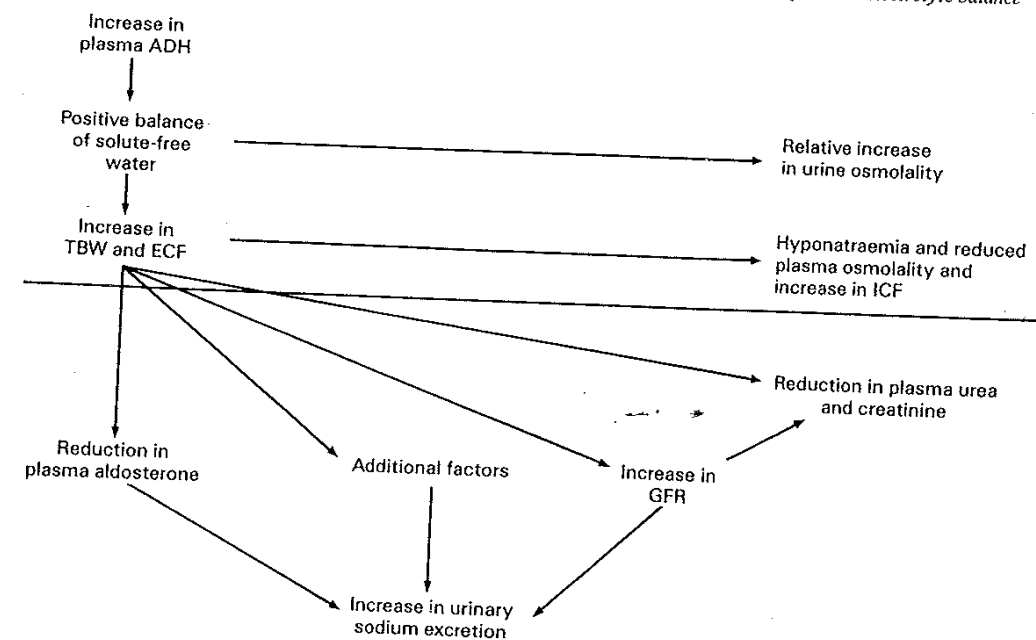 balance
Increase in
plasma ADH
Positive balance
of solute-free
water
Relative increase
in urine osmolality
Increase in
TBW and ECF
Hyponatraemia and reduced
plasma osmolality and
increase in ICF
Reduction in plasma urea
and creatinine
Reduction in
plasma aldosterone
Additional factors
Increase in
GFR
Increase in urinary
sodium excretion